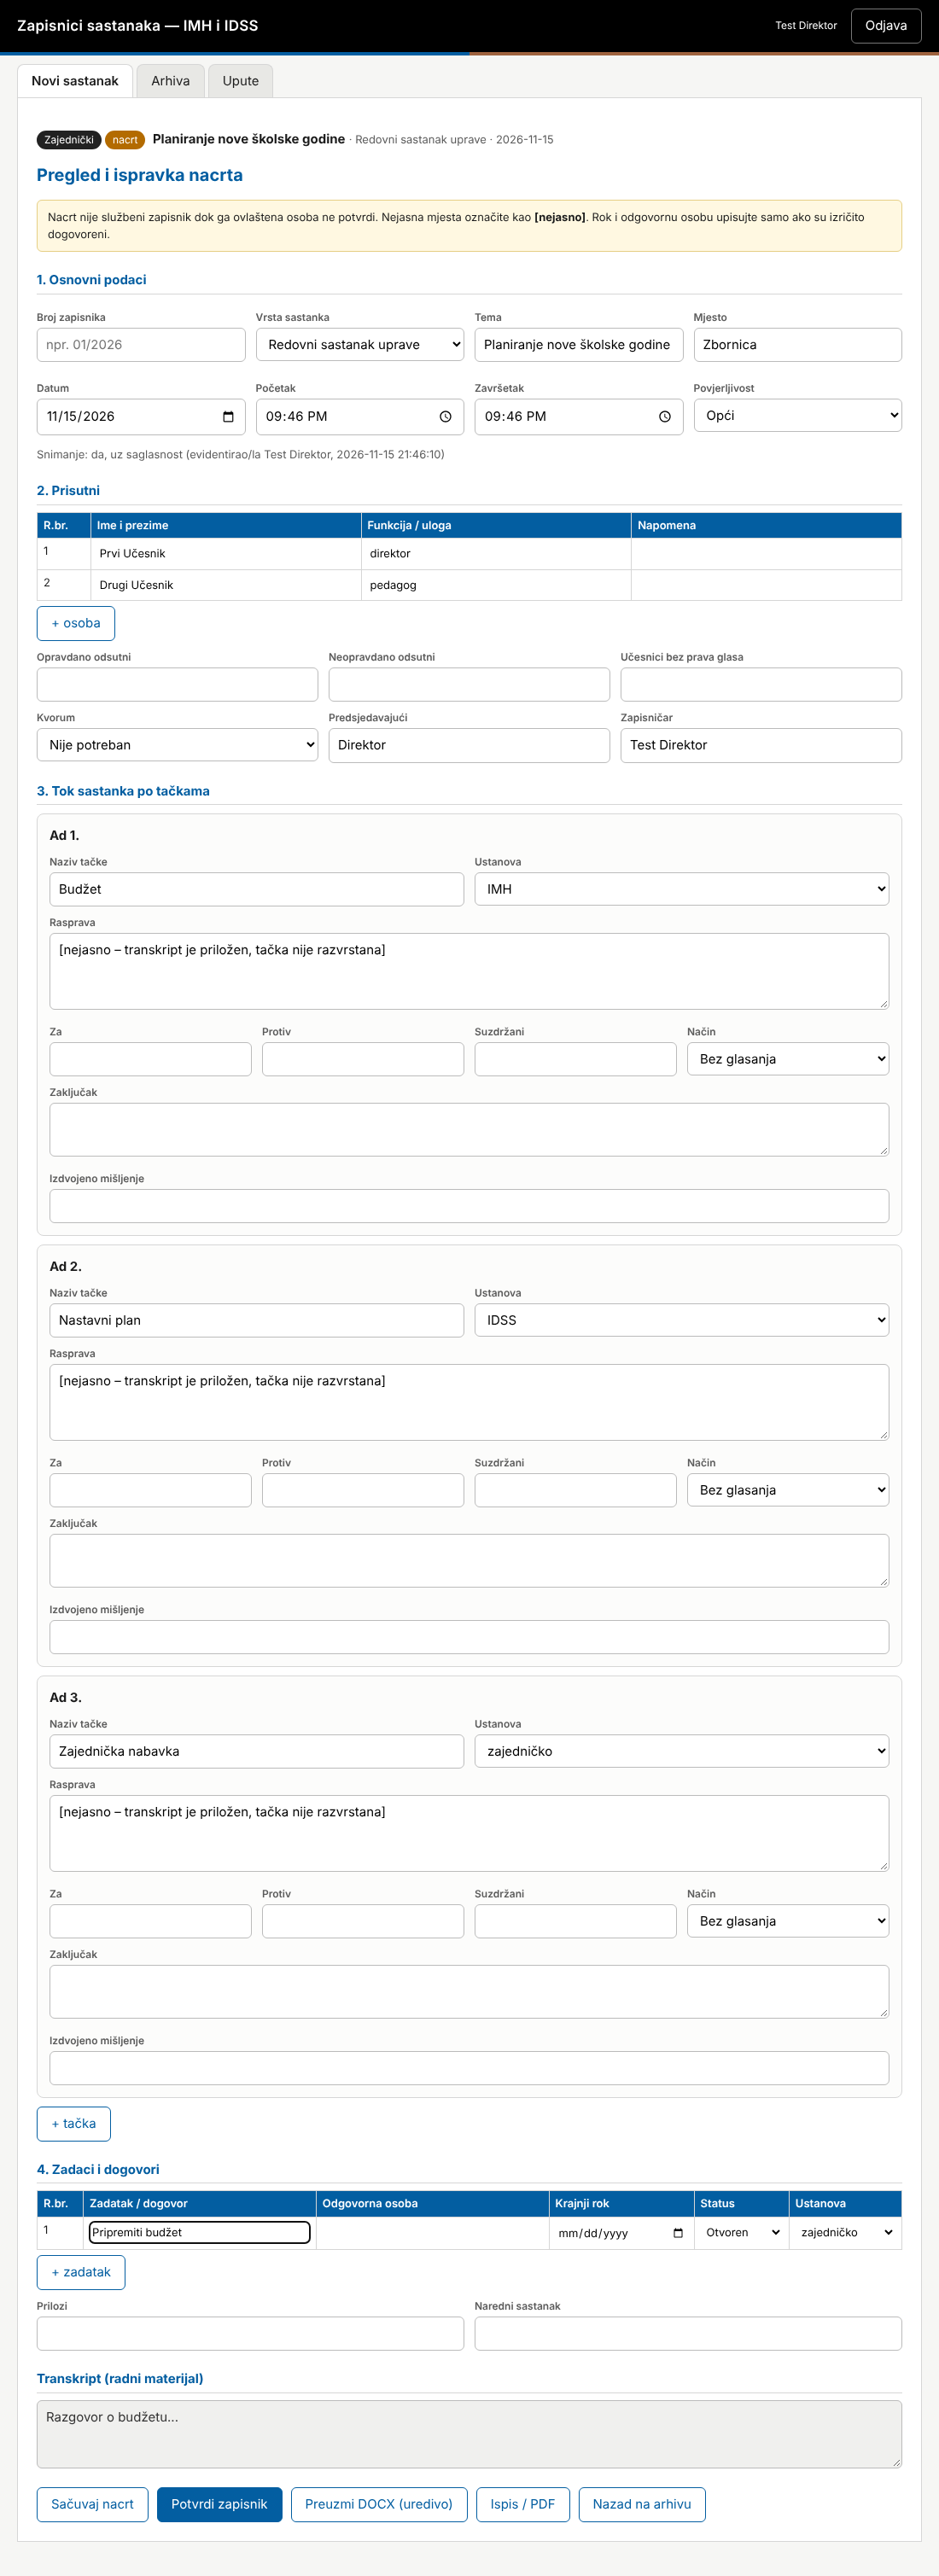 Zapisnici sastanaka — IMH i IDSS
Test Direktor
Odjava
Novi sastanak
Arhiva
Upute
Zajednički nacrt Planiranje nove školske godine · Redovni sastanak uprave · 2026-11-15
Pregled i ispravka nacrta
Nacrt nije službeni zapisnik dok ga ovlaštena osoba ne potvrdi. Nejasna mjesta označite kao [nejasno]. Rok i odgovornu osobu upisujte samo ako su izričito
dogovoreni.
1. Osnovni podaci
Broj zapisnika Vrsta sastanka Tema Mjesto
npr. 01/2026 Redovni sastanak uprave Planiranje nove školske godine Zbornica
Datum Početak Završetak Povjerljivost
11/15/2026 09:46 PM 09:46 PM Opći
Snimanje: da, uz saglasnost (evidentirao/la Test Direktor, 2026-11-15 21:46:10)
2. Prisutni
R.br. Ime i prezime Funkcija / uloga Napomena
1 Prvi Učesnik direktor
2 Drugi Učesnik pedagog
+ osoba
Opravdano odsutni Neopravdano odsutni Učesnici bez prava glasa
Kvorum Predsjedavajući Zapisničar
Nije potreban Direktor Test Direktor
3. Tok sastanka po tačkama
Ad 1.
Naziv tačke Ustanova
Budžet IMH
Rasprava
[nejasno – transkript je priložen, tačka nije razvrstana]
Za Protiv Suzdržani Način
Bez glasanja
Zaključak
Izdvojeno mišljenje
Ad 2.
Naziv tačke Ustanova
Nastavni plan IDSS
Rasprava
[nejasno – transkript je priložen, tačka nije razvrstana]
Za Protiv Suzdržani Način
Bez glasanja
Zaključak
Izdvojeno mišljenje
Ad 3.
Naziv tačke Ustanova
Zajednička nabavka zajedničko
Rasprava
[nejasno – transkript je priložen, tačka nije razvrstana]
Za Protiv Suzdržani Način
Bez glasanja
Zaključak
Izdvojeno mišljenje
+ tačka
4. Zadaci i dogovori
R.br. Zadatak / dogovor Odgovorna osoba Krajnji rok Status Ustanova
1 Pripremiti budžet mm/dd/yyyy Otvoren zajedničko
+ zadatak
Prilozi Naredni sastanak
Transkript (radni materijal)
Razgovor o budžetu...
Sačuvaj nacrt
Potvrdi zapisnik
Preuzmi DOCX (uredivo)
Ispis / PDF
Nazad na arhivu